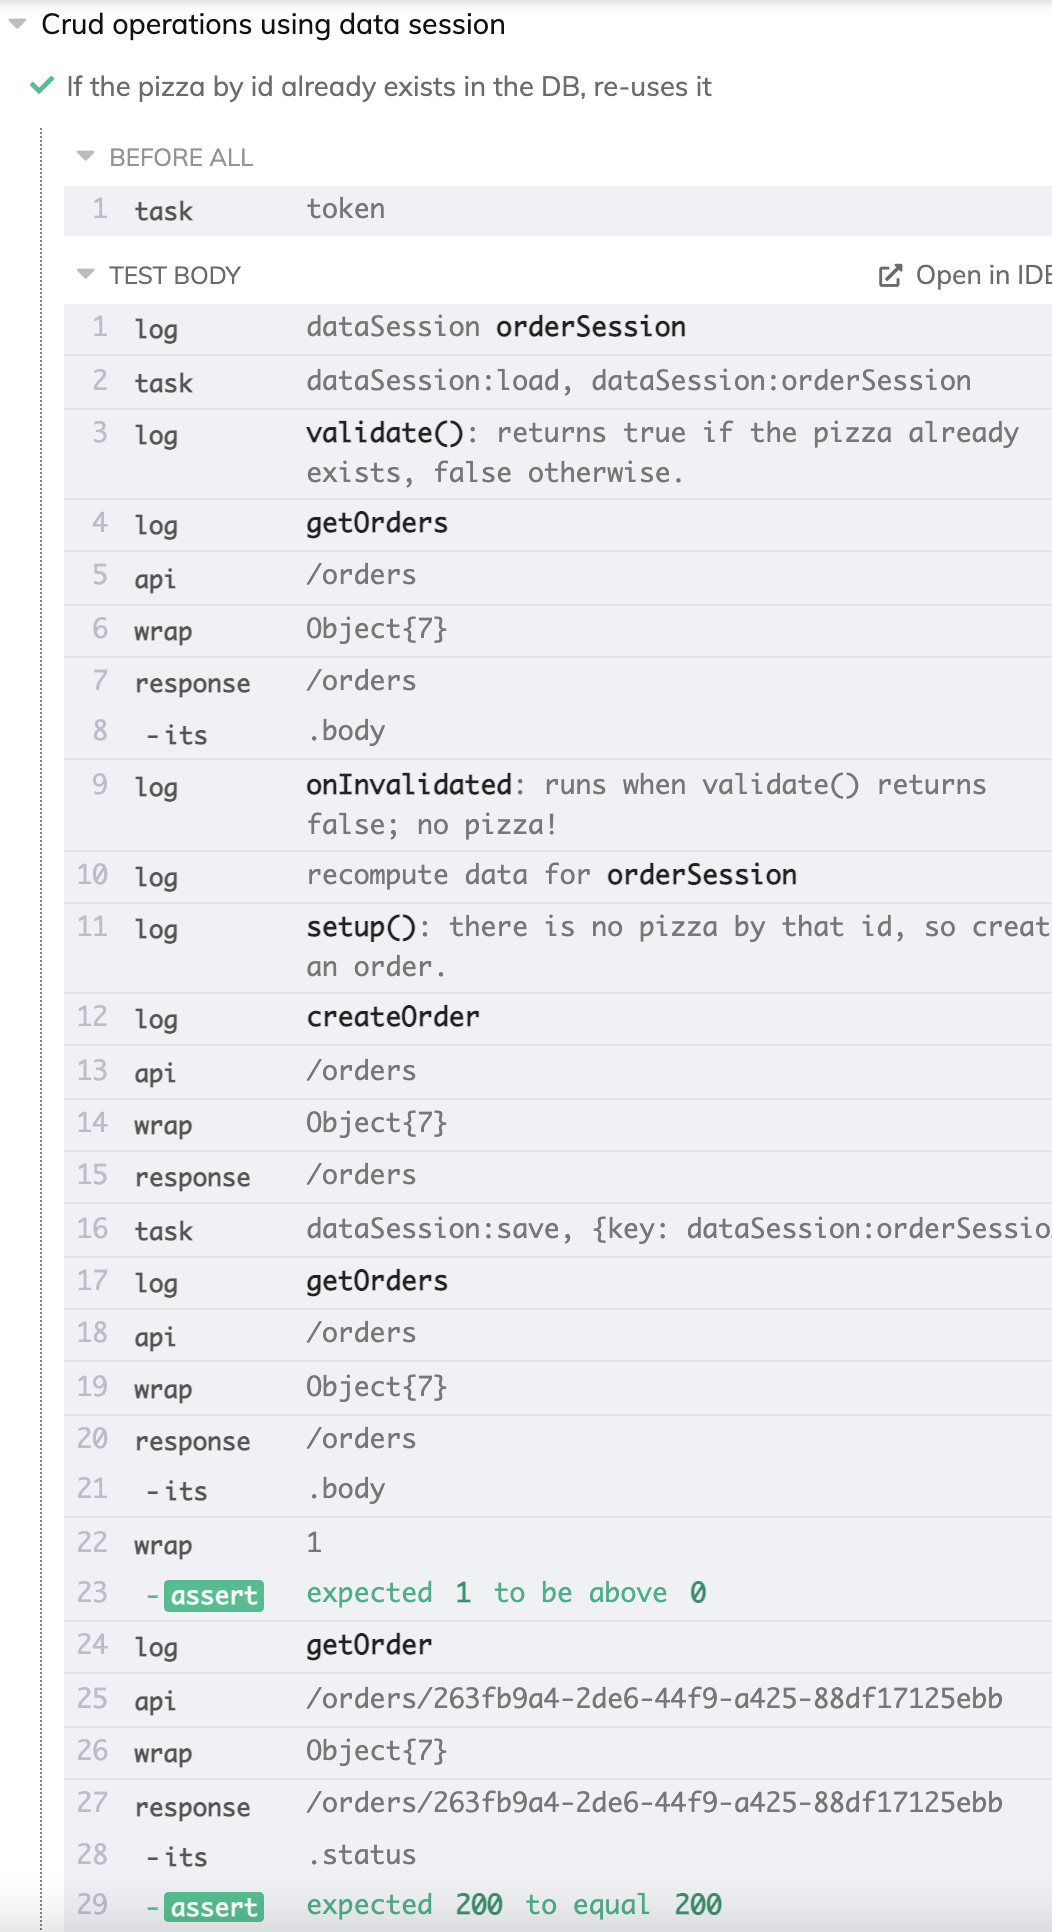 Crud operations using data session
If the pizza by id already exists in the DB, re-uses it
BEFORE ALL
1 task token
TEST BODY Open in IDE
1 log dataSession orderSession
2 task dataSession:load, dataSession:orderSession
3 log validate(): returns true if the pizza already
exists, false otherwise.
4 log getOrders
5 api /orders
6 wrap Object{7}
7 response /orders
8 -its .body
9 log onInvalidated: runs when validate() returns
false; no pizza!
10 log recompute data for orderSession
11 log setup(): there is no pizza by that id, so creat
an order.
12 log createOrder
13 api /orders
14 wrap Object{7}
15 response /orders
16 task dataSession:save, {key: dataSession:orderSessio
17 log getOrders
18 api /orders
19 wrap Object{7}
20 response /orders
21 -its .body
22 wrap 1
23 -assert expected 1 to be above 0
24 log getOrder
25 api /orders/263fb9a4-2de6-44f9-a425-88df17125ebb
26 wrap Object{7}
27 response /orders/263fb9a4-2de6-44f9-a425-88df17125ebb
28 -its .status
29 -assert expected 200 to equal 200